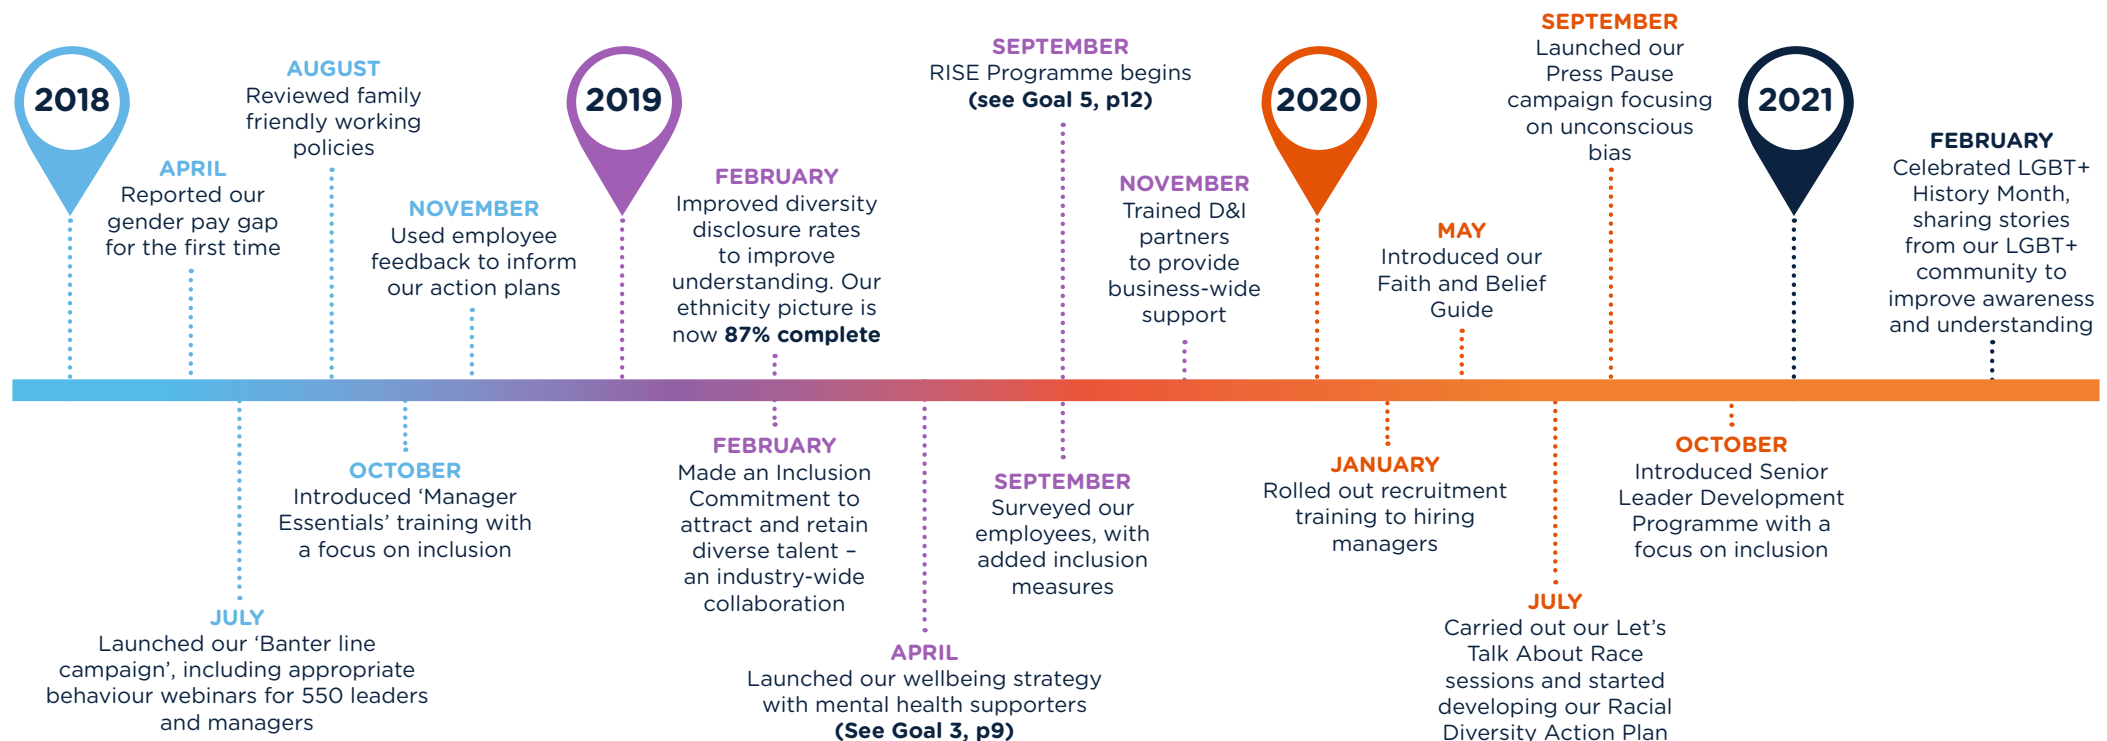 2018
APRIL
Reported our
gender pay gap
for the first time
JULY
Launched our ‘Banter line
campaign’, including appropriate
behaviour webinars for 550 leaders
and managers
AUGUST
Reviewed family
friendly working
policies
OCTOBER
Introduced ‘Manager
Essentials’ training with
a focus on inclusion
NOVEMBER
Used employee
feedback to inform
our action plans
2019
FEBRUARY
Improved diversity
disclosure rates
to improve
understanding. Our
ethnicity picture is
now 87% complete
FEBRUARY
Made an Inclusion
Commitment to
attract and retain
diverse talent –
an industry-wide
collaboration
APRIL
Launched our wellbeing strategy
with mental health supporters
(See Goal 3, p9)
SEPTEMBER
RISE Programme begins
(see Goal 5, p12)
SEPTEMBER
Surveyed our
employees, with
added inclusion
measures
NOVEMBER
Trained D&I
partners
to provide
business-wide
support
2020
JANUARY
Rolled out recruitment
training to hiring
managers
MAY
Introduced our
Faith and Belief
Guide
JULY
Carried out our Let’s
Talk About Race
sessions and started
developing our Racial
Diversity Action Plan
SEPTEMBER
Launched our
Press Pause
campaign focusing
on unconscious
bias
OCTOBER
Introduced Senior
Leader Development
Programme with a
focus on inclusion
2021
FEBRUARY
Celebrated LGBT+
History Month,
sharing stories
from our LGBT+
community to
improve awareness
and understanding